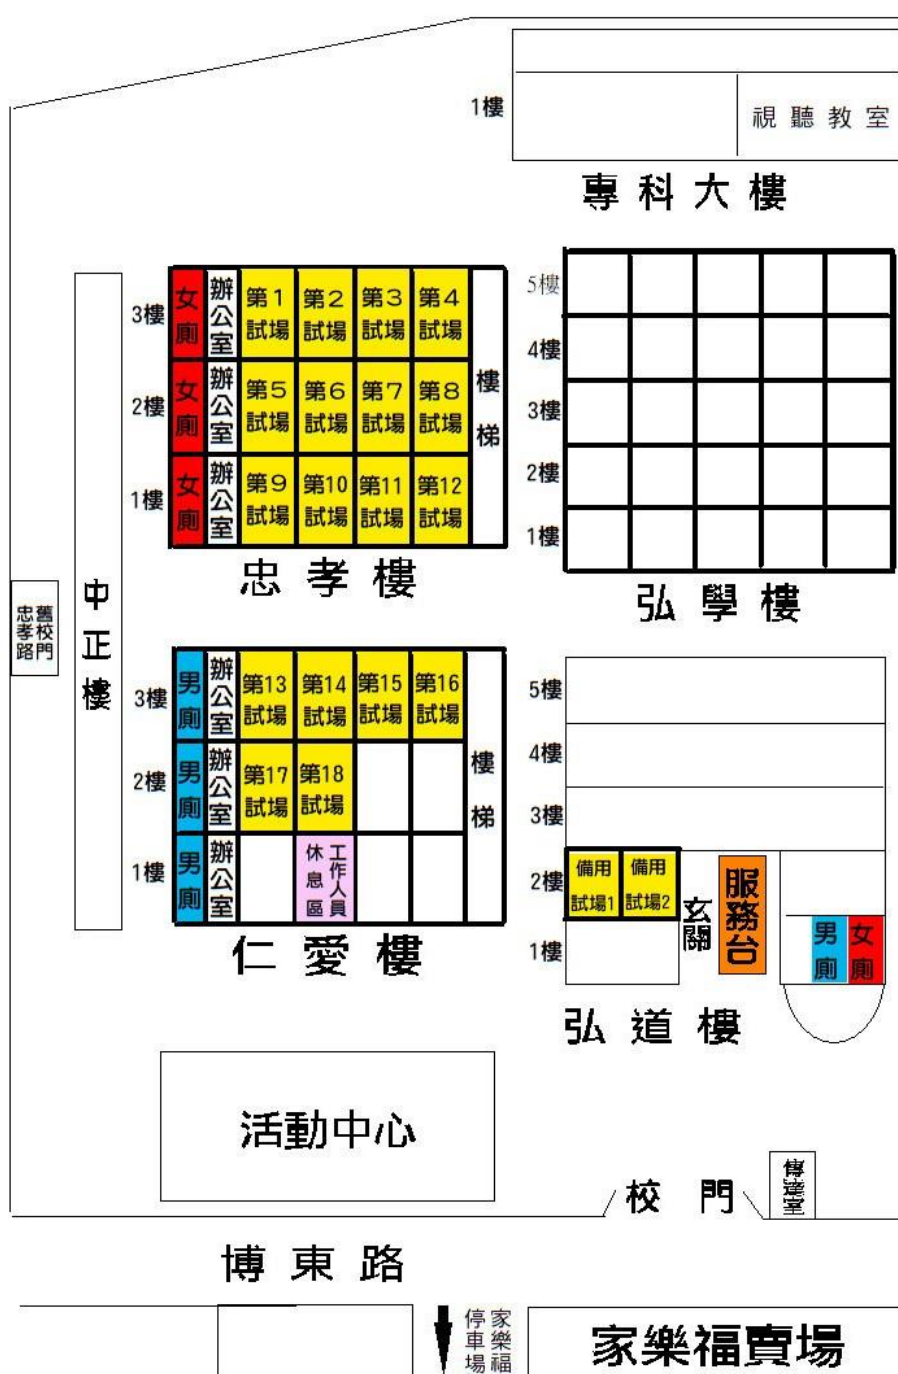 1樓
視聽教室
專科大樓
5樓
4樓
3樓
2樓
1樓
弘學樓
3樓 女廁 辦公室 第1試場 第2試場 第3試場 第4試場
2樓 女廁 辦公室 第5試場 第6試場 第7試場 第8試場
1樓 女廁 辦公室 第9試場 第10試場 第11試場 第12試場
樓梯
忠孝樓
中正樓
舊校門
忠孝路
3樓 男廁 辦公室 第13試場 第14試場 第15試場 第16試場
2樓 男廁 辦公室 第17試場 第18試場
1樓 男廁 辦公室 工作人員休息區
樓梯
仁愛樓
5樓
4樓
3樓
2樓 備用試場1 備用試場2
1樓
玄關
服務台
男廁 女廁
弘道樓
活動中心
校門
傳達室
博東路
家樂福
停車場
家樂福賣場